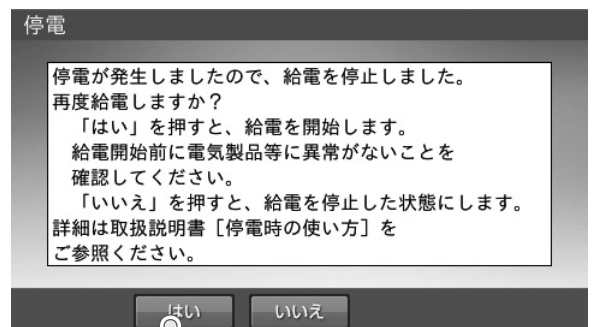 停電
停電が発生しましたので、給電を停止しました。
再度給電しますか？
「はい」を押すと、給電を開始します。
給電開始前に電気製品等に異常がないことを
確認してください。
「いいえ」を押すと、給電を停止した状態にします。
詳細は取扱説明書［停電時の使い方］を
ご参照ください。
はい
いいえ